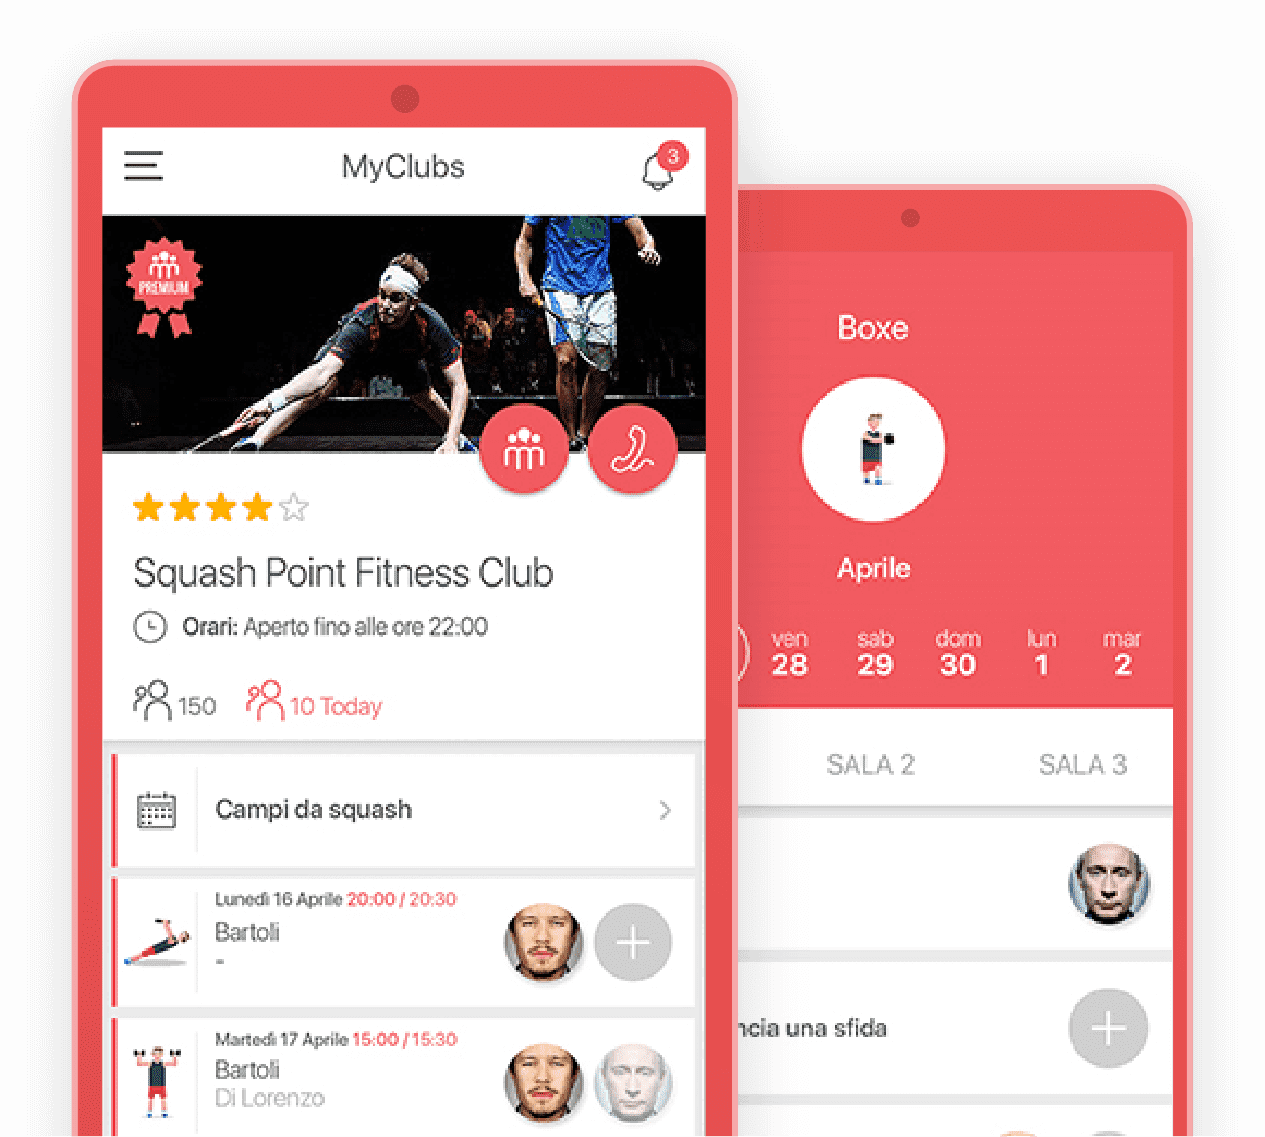 MyClubs
3
PREMIUM
Squash Point Fitness Club
Orari: Aperto fino alle ore 22:00
150
10 Today
Campi da squash
Lunedì 16 Aprile 20:00 / 20:30
Bartoli
-
Martedì 17 Aprile 15:00 / 15:30
Bartoli
Di Lorenzo
Boxe
Aprile
ven sab dom lun mar
28 29 30 1 2
SALA 2 SALA 3
una sfida